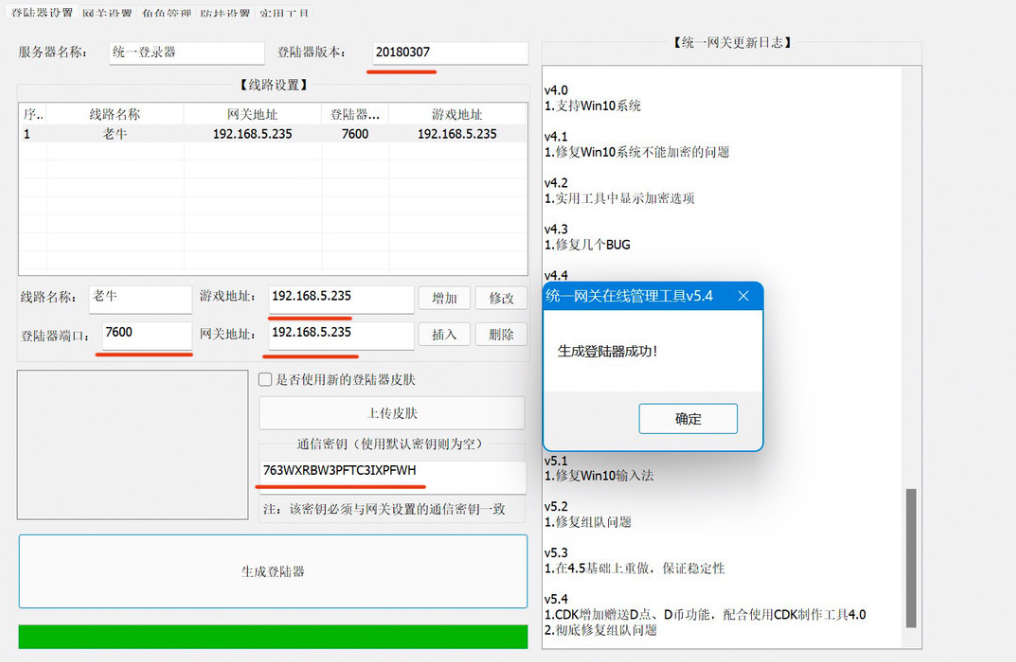 登陆器设置 网关设置 角色管理 防挂设置 实用工具
服务器名称： 统一登录器 登陆器版本： 20180307
【线路设置】
序.. 线路名称 网关地址 登陆器... 游戏地址
1 老牛 192.168.5.235 7600 192.168.5.235
线路名称： 老牛 游戏地址： 192.168.5.235 增加 修改
登陆器端口： 7600 网关地址： 192.168.5.235 插入 删除
是否使用新的登陆器皮肤
上传皮肤
通信密钥（使用默认密钥则为空）
763WXRBW3PFTC3IXPFWH
注：该密钥必须与网关设置的通信密钥一致
生成登陆器
【统一网关更新日志】
v4.0
1.支持Win10系统
v4.1
1.修复Win10系统不能加密的问题
v4.2
1.实用工具中显示加密选项
v4.3
1.修复几个BUG
v4.4
统一网关在线管理工具v5.4
生成登陆器成功！
确定
v5.1
1.修复Win10输入法
v5.2
1.修复组队问题
v5.3
1.在4.5基础上重做，保证稳定性
v5.4
1.CDK增加赠送D点、D币功能，配合使用CDK制作工具4.0
2.彻底修复组队问题